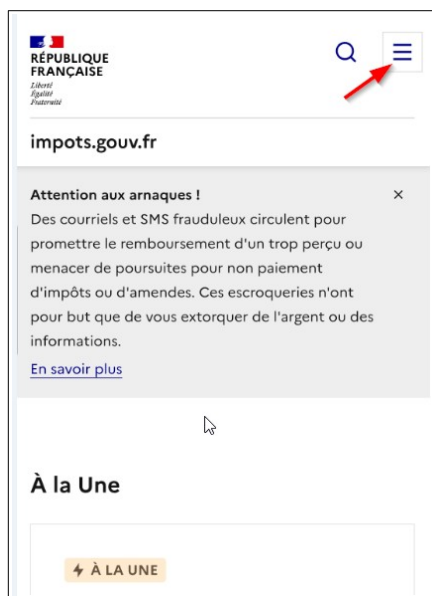 RÉPUBLIQUE
FRANÇAISE
Liberté
Égalité
Fraternité
impots.gouv.fr
Attention aux arnaques !
Des courriels et SMS frauduleux circulent pour
promettre le remboursement d'un trop perçu ou
menacer de poursuites pour non paiement
d'impôts ou d'amendes. Ces escroqueries n'ont
pour but que de vous extorquer de l'argent ou des
informations.
En savoir plus
À la Une
À LA UNE